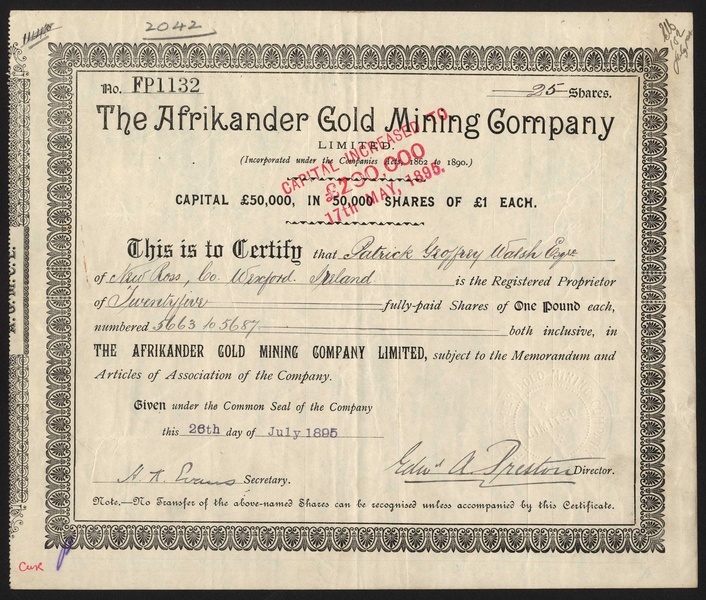 2042
No. FP1132
25 Shares.
The Afrikander Gold Mining Company
LIMITED.
(Incorporated under the Companies Acts, 1862 to 1890.)
CAPITAL INCREASED TO
£230,000
17th MAY, 1895.
CAPITAL £50,000, IN 50,000 SHARES OF £1 EACH.
This is to Certify that Patrick Geoffrey Walsh Esqre
of New Ross, Co. Wexford. Ireland is the Registered Proprietor
of Twentyfive fully-paid Shares of One Pound each,
numbered 5663 to 5687 both inclusive, in
THE AFRIKANDER GOLD MINING COMPANY LIMITED, subject to the Memorandum and
Articles of Association of the Company.
Given under the Common Seal of the Company
this 26th day of July 1895
A. R. Evans Secretary.
Edwd A. Preston Director.
Note.—No Transfer of the above-named Shares can be recognised unless accompanied by this Certificate.